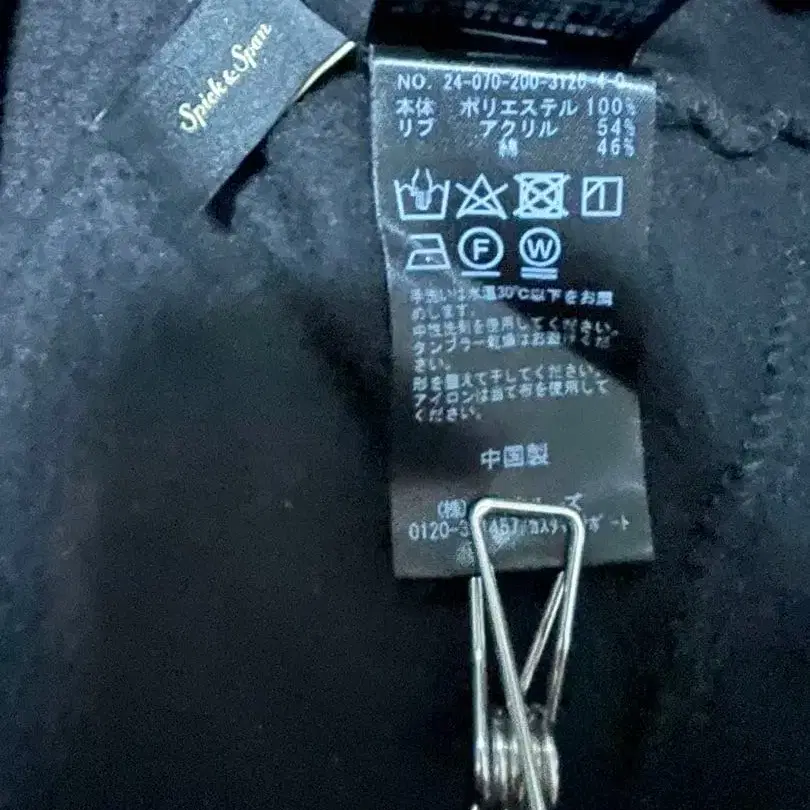 Spick & Span
NO. 24-070-200-3120-4-0
本体 ポリエステル 100%
リブ アクリル 54%
綿 46%
F W
手洗いは水温30℃以下をお勧
めします。
中性洗剤を使用してください。
タンブラー乾燥はお避けくだ
さい。
形を整えて干してください。
アイロンは当て布を使用して
ください。
中国製
(株)
0120-3